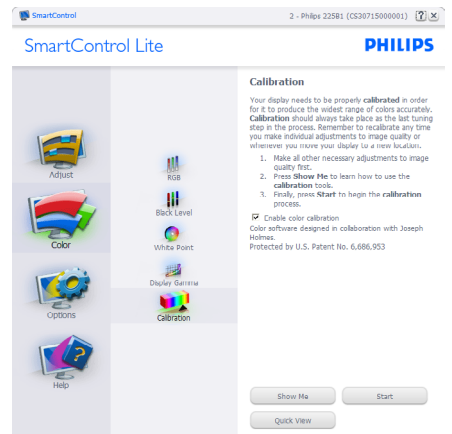 SmartControl
2 - Philips 225B1 (CS30715000001)
? X
SmartControl Lite
PHILIPS
Adjust
Color
Options
Help
RGB
Black Level
White Point
Display Gamma
Calibration
Calibration
Your display needs to be properly calibrated in order
for it to produce the widest range of colors accurately.
Calibration should always take place as the last tuning
step in the process. Remember to recalibrate any time
you make individual adjustments to image quality or
whenever you move your display to a new location.
1. Make all other necessary adjustments to image
quality first.
2. Press Show Me to learn how to use the
calibration tools.
3. Finally, press Start to begin the calibration
process.
Enable color calibration
Color software designed in collaboration with Joseph
Holmes.
Protected by U.S. Patent No. 6,686,953
Show Me
Start
Quick View